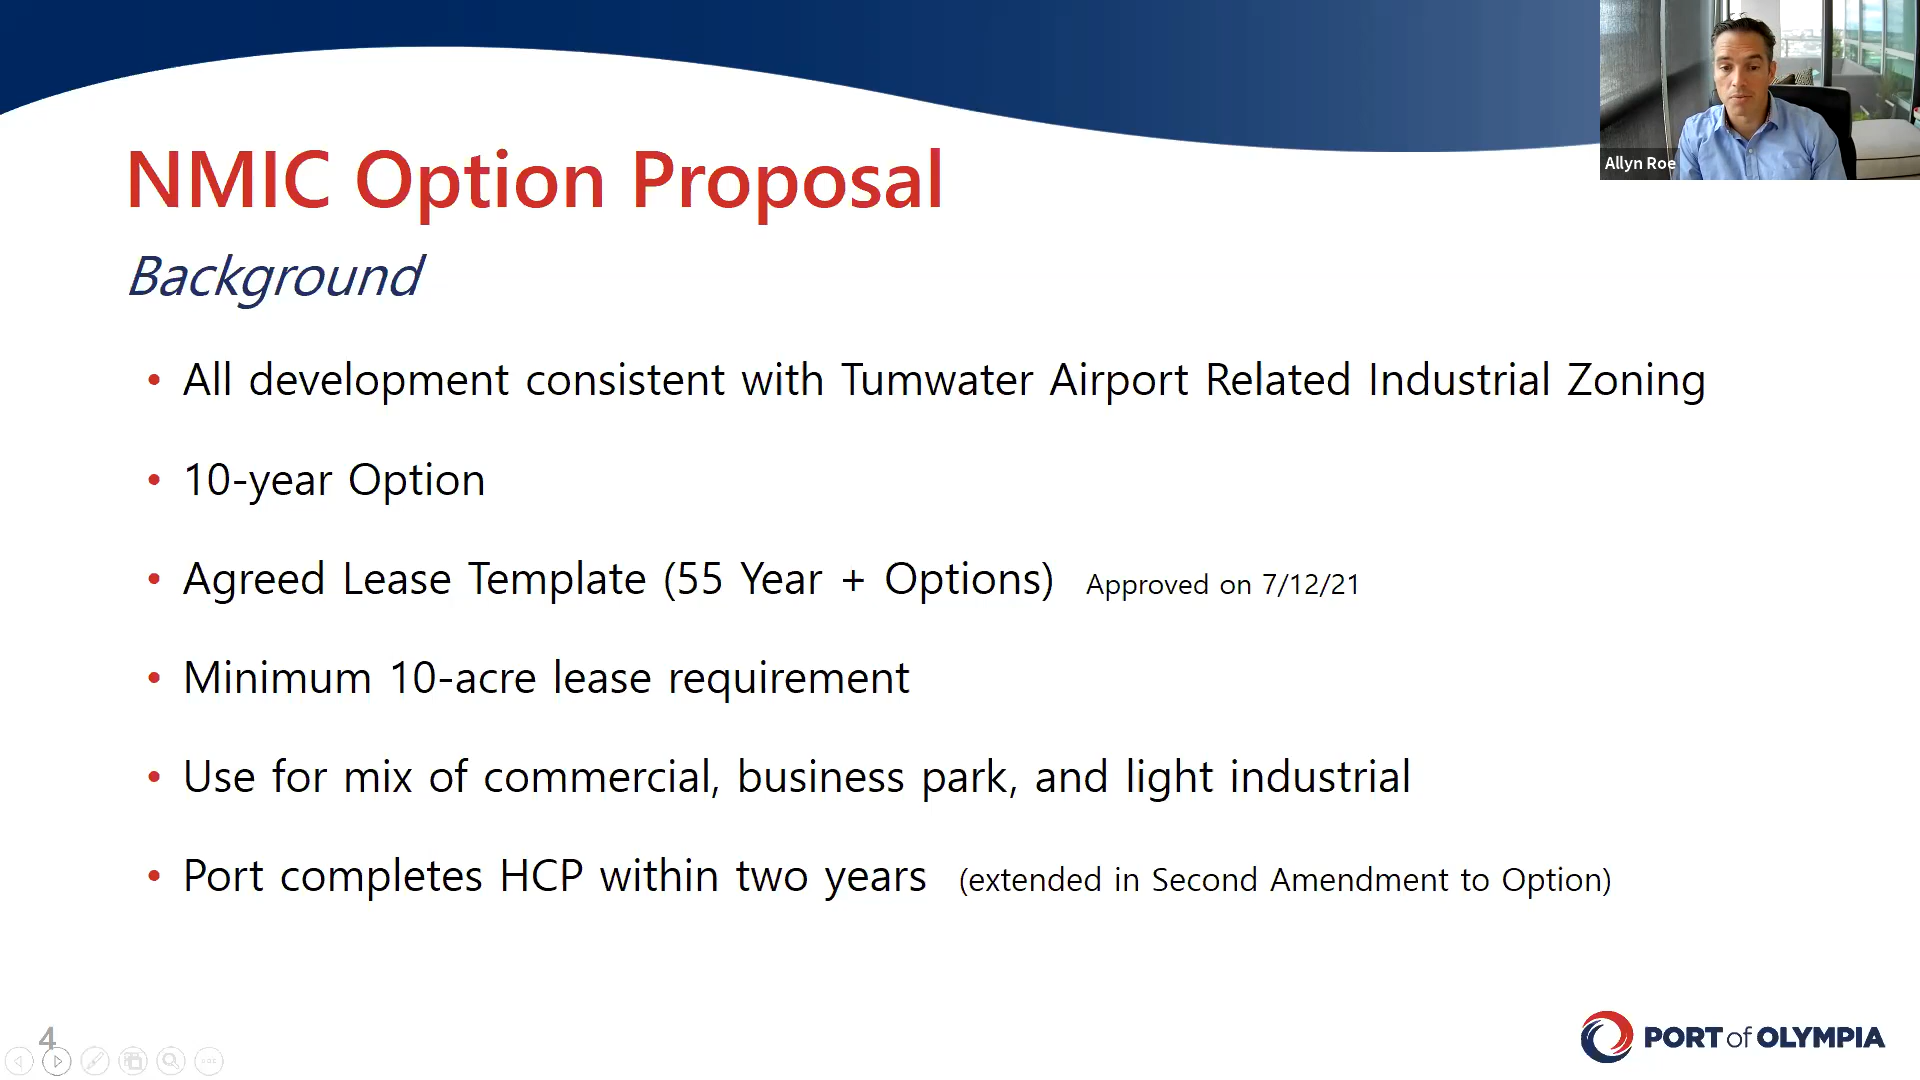 Allyn Roe
NMIC Option Proposal
Background
• All development consistent with Tumwater Airport Related Industrial Zoning
• 10-year Option
• Agreed Lease Template (55 Year + Options) Approved on 7/12/21
• Minimum 10-acre lease requirement
• Use for mix of commercial, business park, and light industrial
• Port completes HCP within two years (extended in Second Amendment to Option)
4
PORT of OLYMPIA